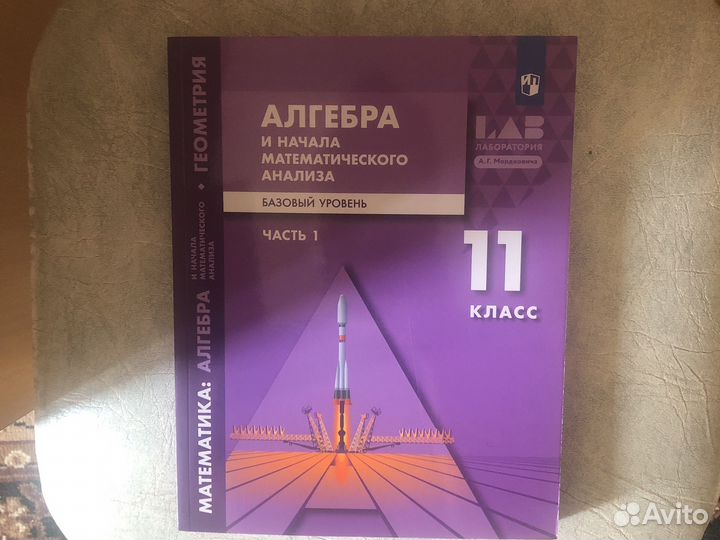 АЛГЕБРА
И НАЧАЛА
МАТЕМАТИЧЕСКОГО
АНАЛИЗА
БАЗОВЫЙ УРОВЕНЬ
ЧАСТЬ 1
LAB
ЛАБОРАТОРИЯ
А.Г. Мордковича
11
КЛАСС
МАТЕМАТИКА: АЛГЕБРА
И НАЧАЛА
МАТЕМАТИЧЕСКОГО
АНАЛИЗА
• ГЕОМЕТРИЯ
Avito